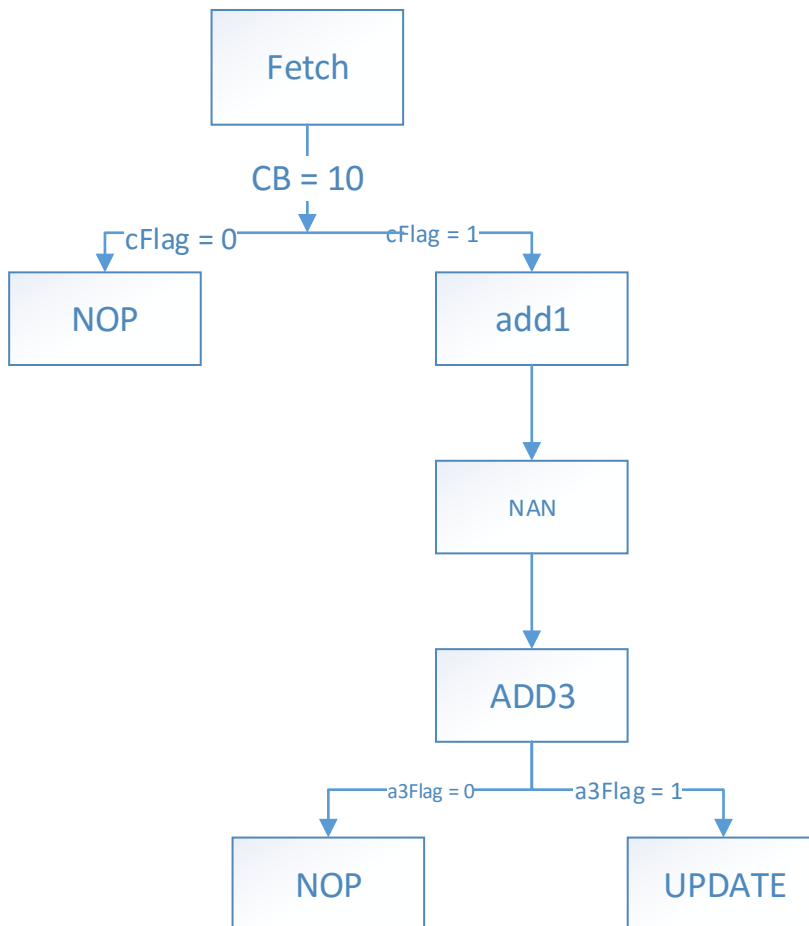 Fetch
CB = 10
cFlag = 0
cFlag = 1
NOP
add1
NAN
ADD3
a3Flag = 0
a3Flag = 1
NOP
UPDATE